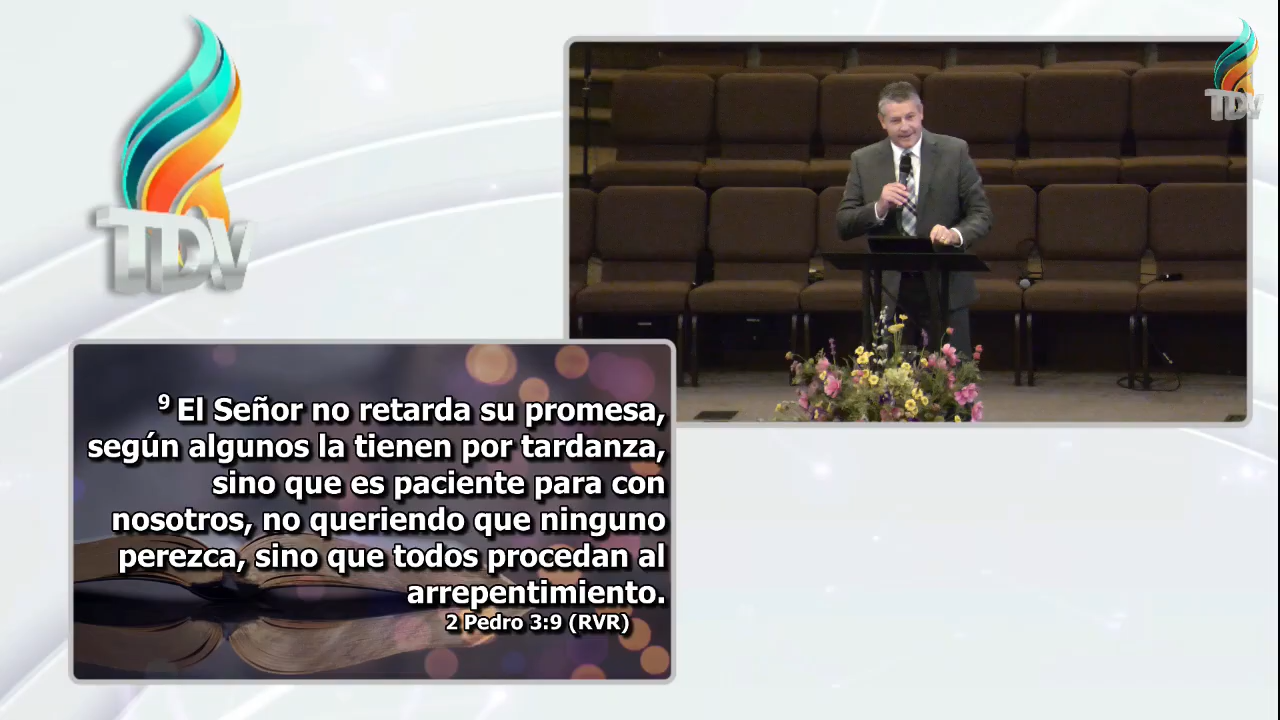 TDV
TDV
9 El Señor no retarda su promesa,
según algunos la tienen por tardanza,
sino que es paciente para con
nosotros, no queriendo que ninguno
perezca, sino que todos procedan al
arrepentimiento.
2 Pedro 3:9 (RVR)